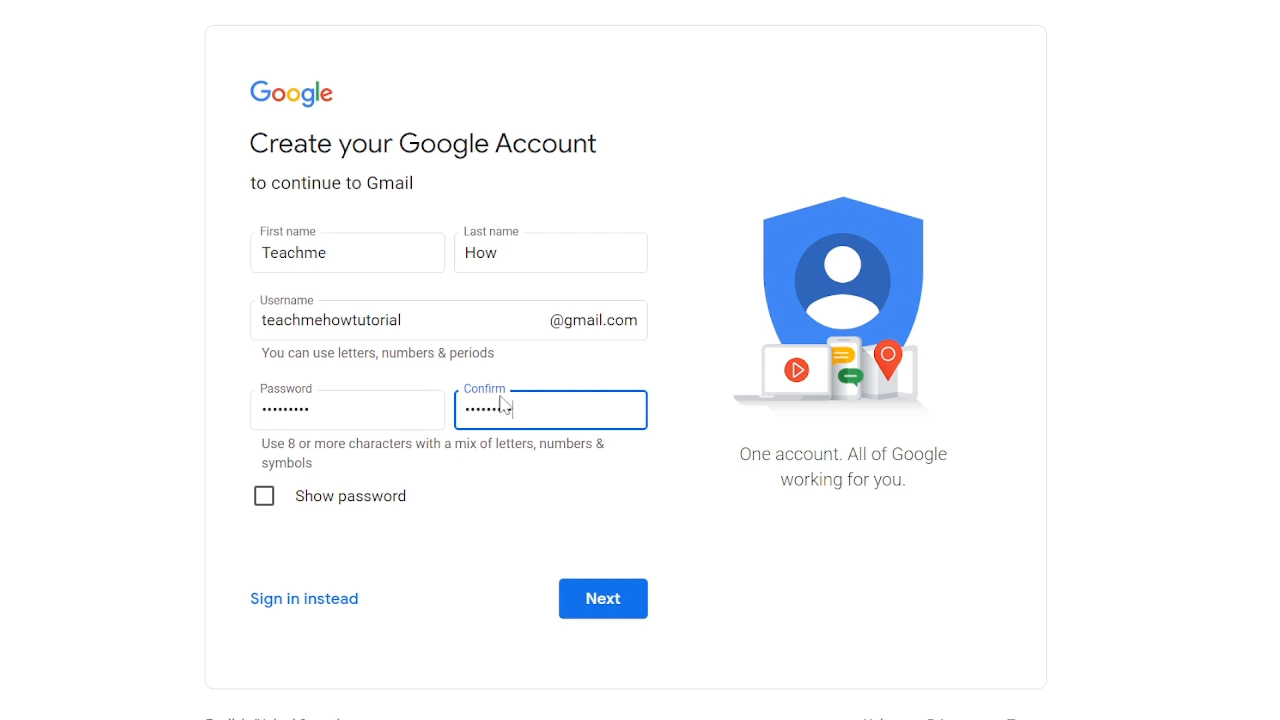 Google
Create your Google Account
to continue to Gmail
First name
Last name
Teachme
How
Username
teachmehowtutorial
@gmail.com
You can use letters, numbers & periods
Password
Confirm
•••••••••
Use 8 or more characters with a mix of letters, numbers &
symbols
Show password
One account. All of Google
working for you.
Sign in instead
Next